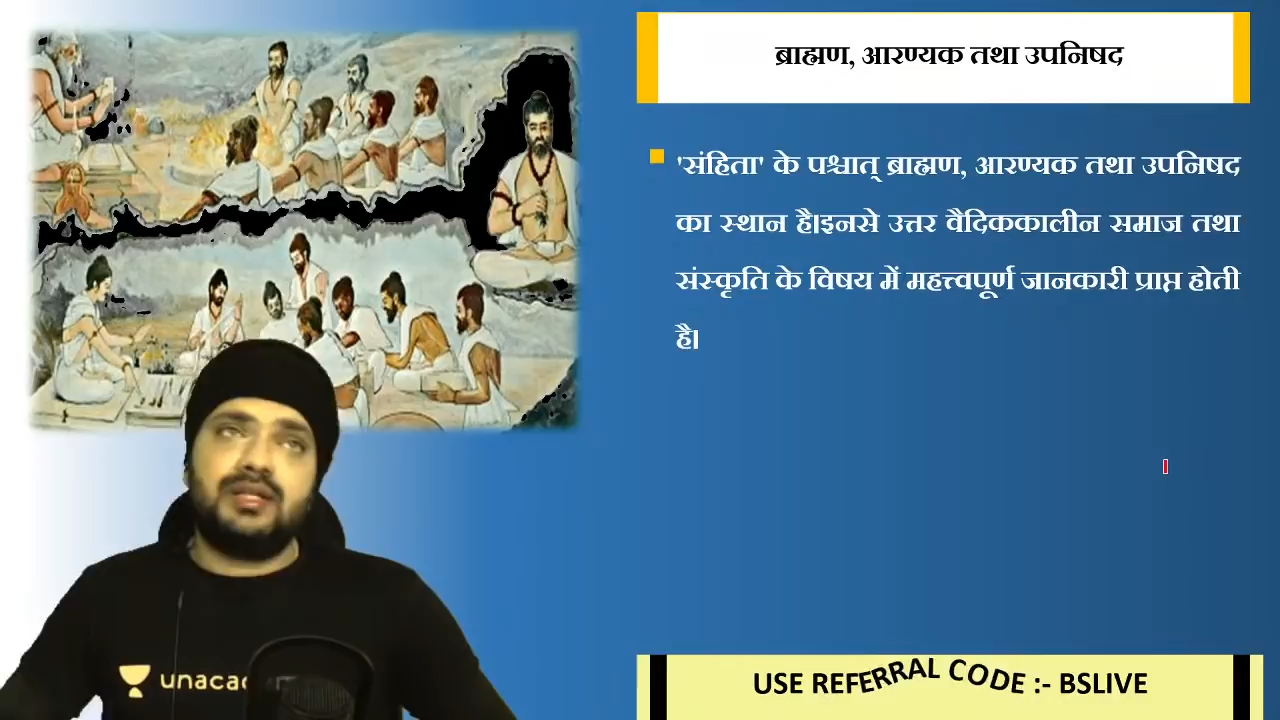 ब्राह्मण, आरण्यक तथा उपनिषद
'संहिता' के पश्चात् ब्राह्मण, आरण्यक तथा उपनिषद
का स्थान है।इनसे उत्तर वैदिककालीन समाज तथा
संस्कृति के विषय में महत्त्वपूर्ण जानकारी प्राप्त होती
है।
unaca m
USE REFERRAL CODE :- BSLIVE